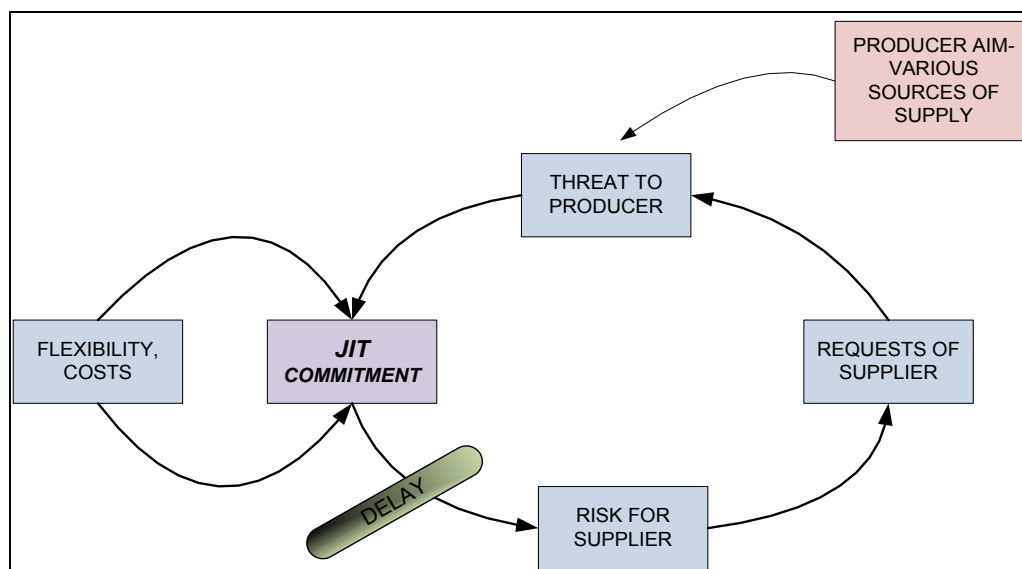 PRODUCER AIM-
VARIOUS
SOURCES OF
SUPPLY
THREAT TO
PRODUCER
FLEXIBILITY,
COSTS
JIT
COMMITMENT
REQUESTS OF
SUPPLIER
DELAY
RISK FOR
SUPPLIER